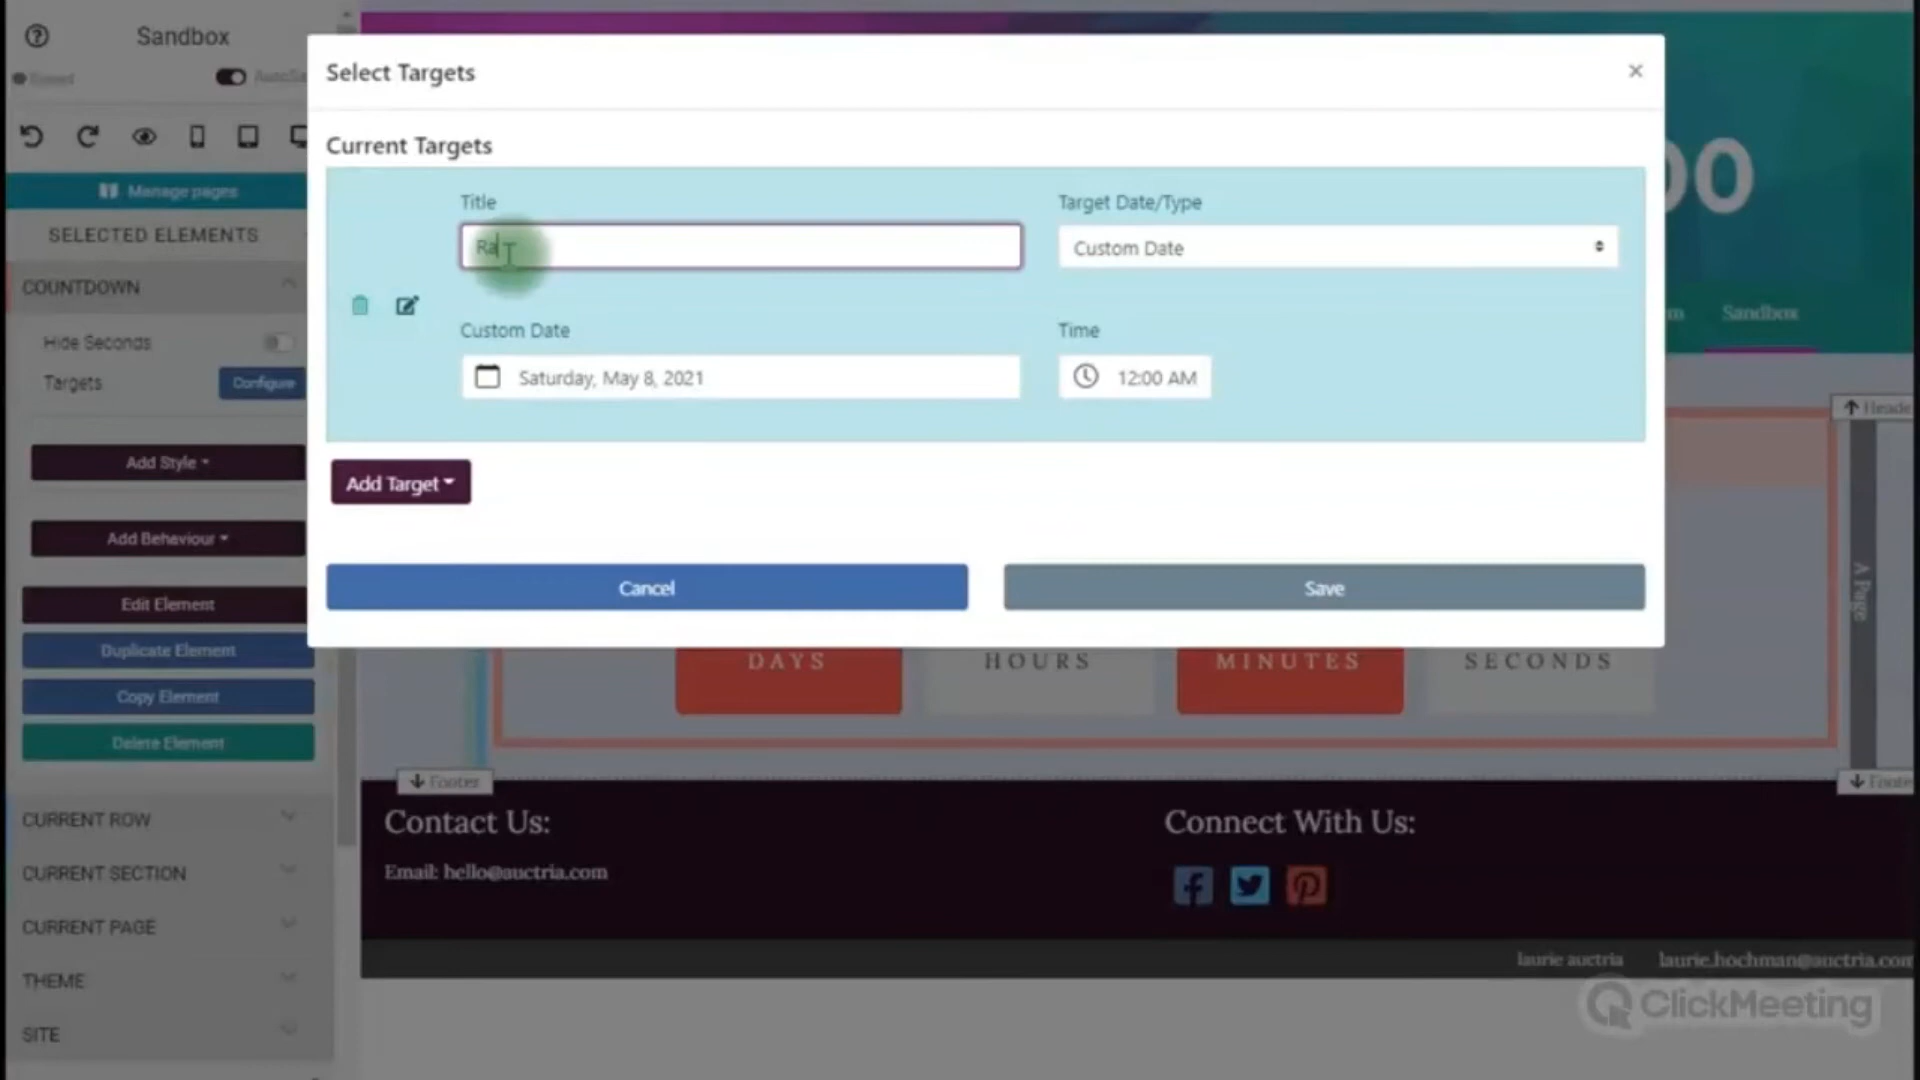 Sandbox
Saved
Manage pages
SELECTED ELEMENTS
COUNTDOWN
Hide Seconds
Targets
Configure
Add Style
Add Behaviour
Edit Element
Duplicate Element
Copy Element
Delete Element
CURRENT ROW
CURRENT SECTION
CURRENT PAGE
THEME
SITE
Select Targets
×
Current Targets
Title
Target Date/Type
Ra
Custom Date
Custom Date
Time
Saturday, May 8, 2021
12:00 AM
Add Target
Cancel
Save
00
Sandbox
A Page
DAYS
HOURS
MINUTES
SECONDS
Footer
Contact Us:
Connect With Us:
Email: hello@auctria.com
laurie auctria
laurie.hochman@auctria.com
ClickMeeting